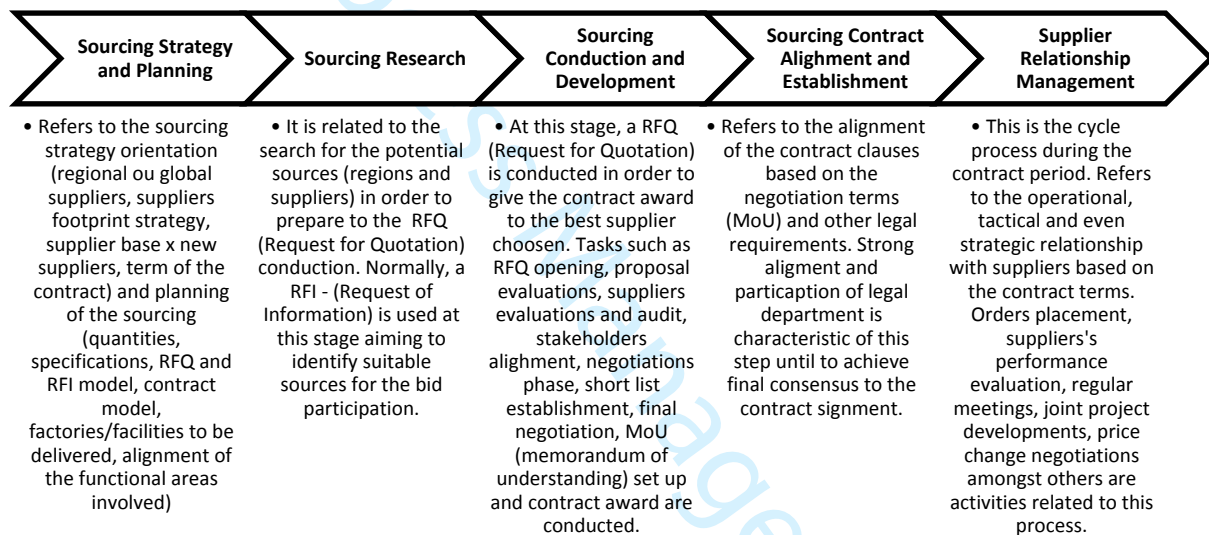 Sourcing Strategy
and Planning
Sourcing Research
Sourcing
Conduction and
Development
Sourcing Contract
Alighment and
Establishment
Supplier
Relationship
Management
• Refers to the sourcing
strategy orientation
(regional ou global
suppliers, suppliers
footprint strategy,
supplier base x new
suppliers, term of the
contract) and planning
of the sourcing
(quantities,
specifications, RFQ and
RFI model, contract
model,
factories/facilities to be
delivered, alignment of
the functional areas
involved)
• It is related to the
search for the potential
sources (regions and
suppliers) in order to
prepare to the RFQ
(Request for Quotation)
conduction. Normally, a
RFI - (Request of
Information) is used at
this stage aiming to
identify suitable
sources for the bid
participation.
• At this stage, a RFQ
(Request for Quotation)
is conducted in order to
give the contract award
to the best supplier
choosen. Tasks such as
RFQ opening, proposal
evaluations, suppliers
evaluations and audit,
stakeholders
alighment, negotiations
phase, short list
establishment, final
negotiation, MoU
(memorandum of
understanding) set up
and contract award are
conducted.
• Refers to the alignment
of the contract clauses
based on the
negotiation terms
(MoU) and other legal
requirements. Strong
aligment and
particaption of legal
department is
characteristic of this
step until to achieve
final consensus to the
contract signment.
• This is the cycle
process during the
contract period. Refers
to the operational,
tactical and even
strategic relationship
with suppliers based on
the contract terms.
Orders placement,
suppliers's
performance
evaluation, regular
meetings, joint project
developments, price
change negotiations
amongst others are
activities related to this
process.